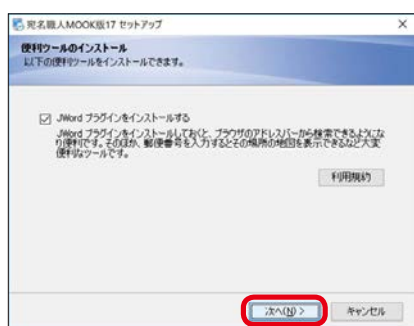 宛名職人MOOK版17 セットアップ
便利ツールのインストール
以下の便利ツールをインストールできます。
JWord プラグインをインストールする
JWord プラグインをインストールしておくと、ブラウザのアドレスバーから検索できるようにな
り便利です。そのほか、郵便番号を入力するとその場所の地図を表示できるなど大変
便利なツールです。
利用規約
次へ(N) >
キャンセル